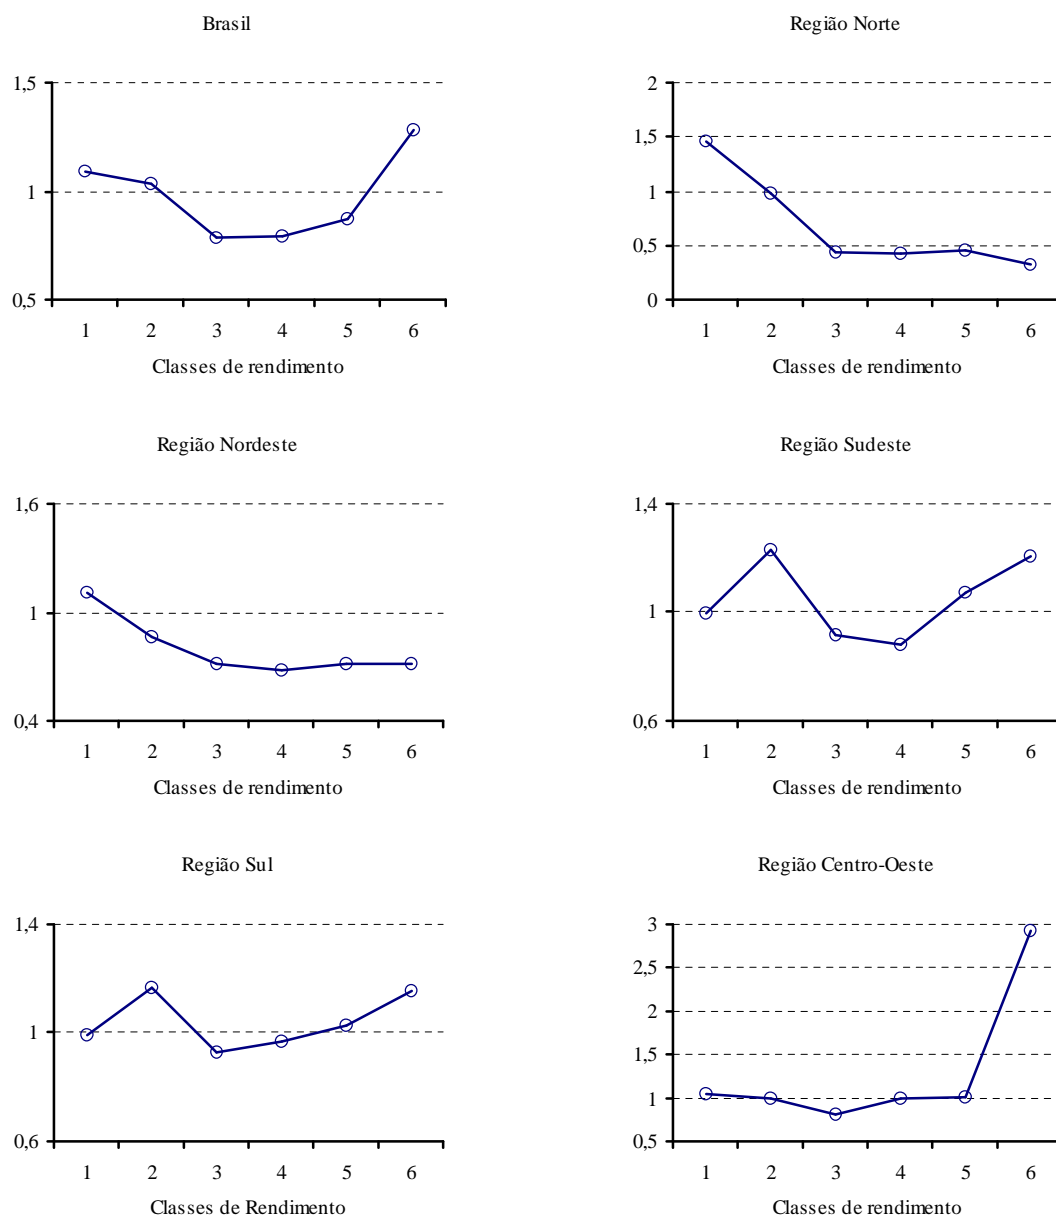 Brasil
1,5
1
0,5
1 2 3 4 5 6
Classes de rendimento
Região Norte
2
1,5
1
0,5
0
1 2 3 4 5 6
Classes de rendimento
Região Nordeste
1,6
1
0,4
1 2 3 4 5 6
Classes de rendimento
Região Sudeste
1,4
1
0,6
1 2 3 4 5 6
Classes de rendimento
Região Sul
1,4
1
0,6
1 2 3 4 5 6
Classes de Rendimento
Região Centro-Oeste
3
2,5
2
1,5
1
0,5
1 2 3 4 5 6
Classes de rendimento